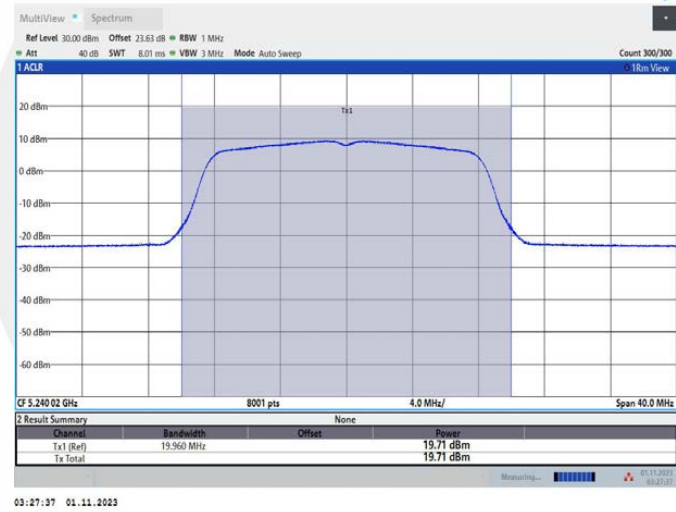 MultiView Spectrum
Ref Level 30.00 dBm Offset 23.63 dB RBW 1 MHz
Att 40 dB SWT 8.01 ms VBW 3 MHz Mode Auto Sweep Count 300/300
1 ACLR 1Rm View
Tx1
20 dBm
10 dBm
0 dBm
-10 dBm
-20 dBm
-30 dBm
-40 dBm
-50 dBm
-60 dBm
CF 5.240 02 GHz 8001 pts 4.0 MHz/ Span 40.0 MHz
2 Result Summary None
Channel Bandwidth Offset Power
Tx1 (Ref) 19.960 MHz 19.71 dBm
Tx Total 19.71 dBm
Measuring... 01.11.2023
03:27:37
03:27:37 01.11.2023